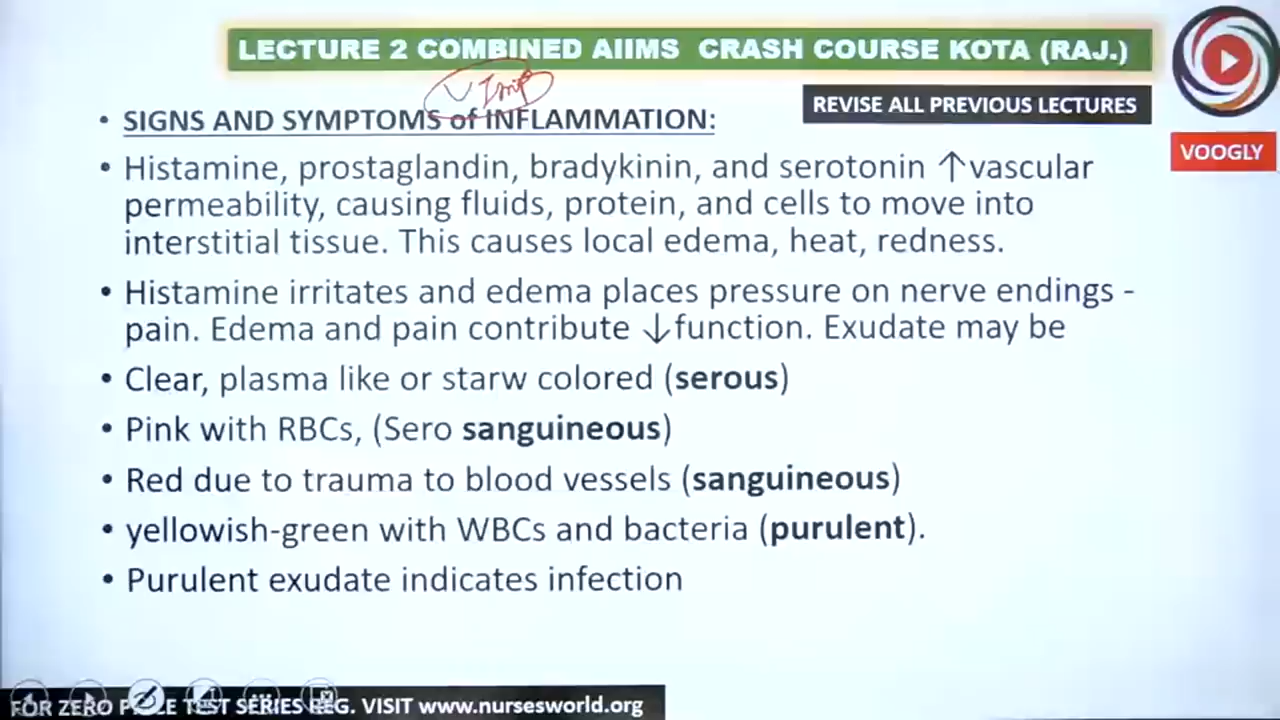 LECTURE 2 COMBINED AIIMS CRASH COURSE KOTA (RAJ.)
V Imp
REVISE ALL PREVIOUS LECTURES
VOOGLY
• SIGNS AND SYMPTOMS of INFLAMMATION:
• Histamine, prostaglandin, bradykinin, and serotonin ↑vascular
permeability, causing fluids, protein, and cells to move into
interstitial tissue. This causes local edema, heat, redness.
• Histamine irritates and edema places pressure on nerve endings -
pain. Edema and pain contribute ↓function. Exudate may be
• Clear, plasma like or starw colored (serous)
• Pink with RBCs, (Sero sanguineous)
• Red due to trauma to blood vessels (sanguineous)
• yellowish-green with WBCs and bacteria (purulent).
• Purulent exudate indicates infection
FOR ZERO TEST SERIES REG. VISIT www.nursesworld.org